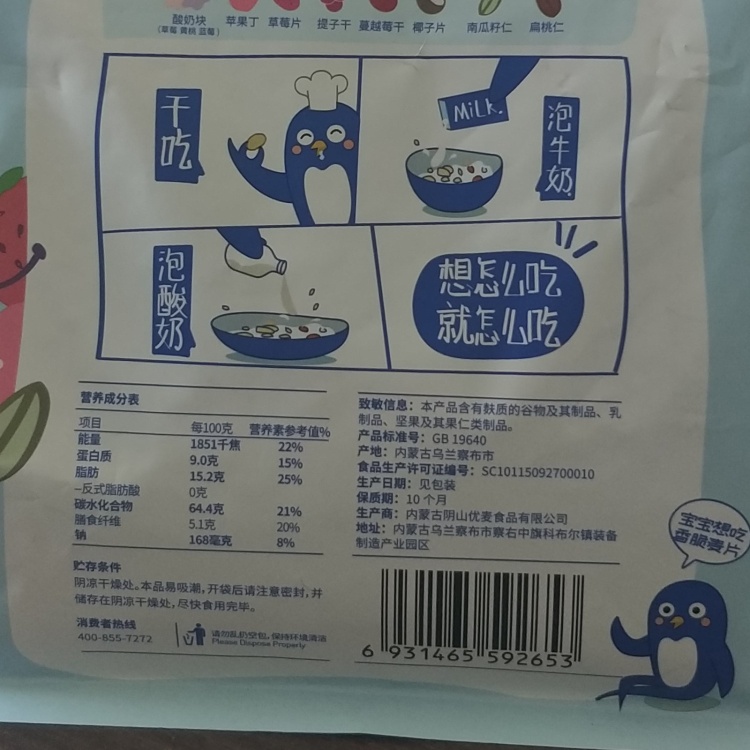 酸奶块 苹果丁 草莓片 提子干 蔓越莓干 椰子片 南瓜籽仁 扁桃仁
(草莓 黄桃 蓝莓)
干吃
MiLK.
泡牛奶
泡酸奶
想怎么吃
就怎么吃
营养成分表
项目 每100克 营养素参考值%
能量 1851千焦 22%
蛋白质 9.0克 15%
脂肪 15.2克 25%
–反式脂肪酸 0克
碳水化合物 64.4克 21%
膳食纤维 5.1克 20%
钠 168毫克 8%
贮存条件
阴凉干燥处。本品易吸潮,开袋后请注意密封,并
储存在阴凉干燥处,尽快食用完毕。
消费者热线
400-855-7272
请勿乱扔空包,保持环境清洁
Please Dispose Properly
致敏信息：本产品含有麸质的谷物及其制品、乳
制品、坚果及其果仁类制品。
产品标准号：GB 19640
产地：内蒙古乌兰察布市
食品生产许可证编号：SC10115092700010
生产日期：见包装
保质期：10 个月
生产商：内蒙古阴山优麦食品有限公司
地址：内蒙古乌兰察布市察右中旗科布尔镇装备
制造产业园区
6 931465 592653
宝宝想吃
香脆麦片